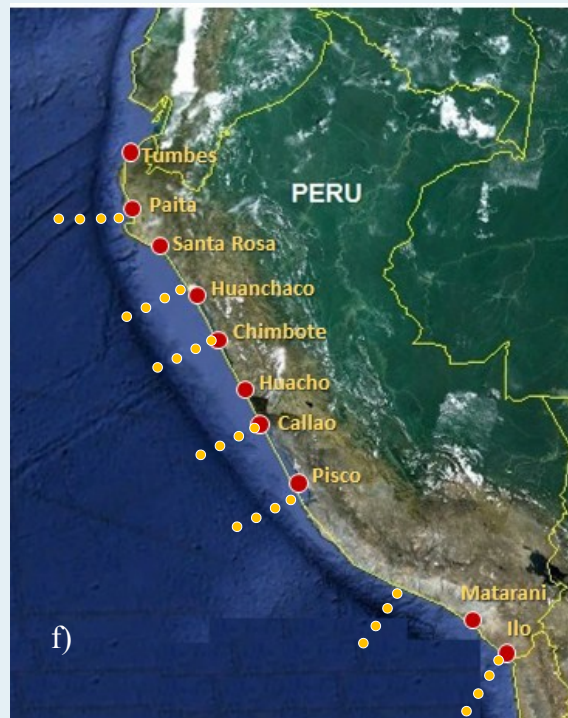 Tumbes
PERU
Paita
Santa Rosa
Huanchaco
Chimbote
Huacho
Callao
Pisco
Matarani
Ilo
f)